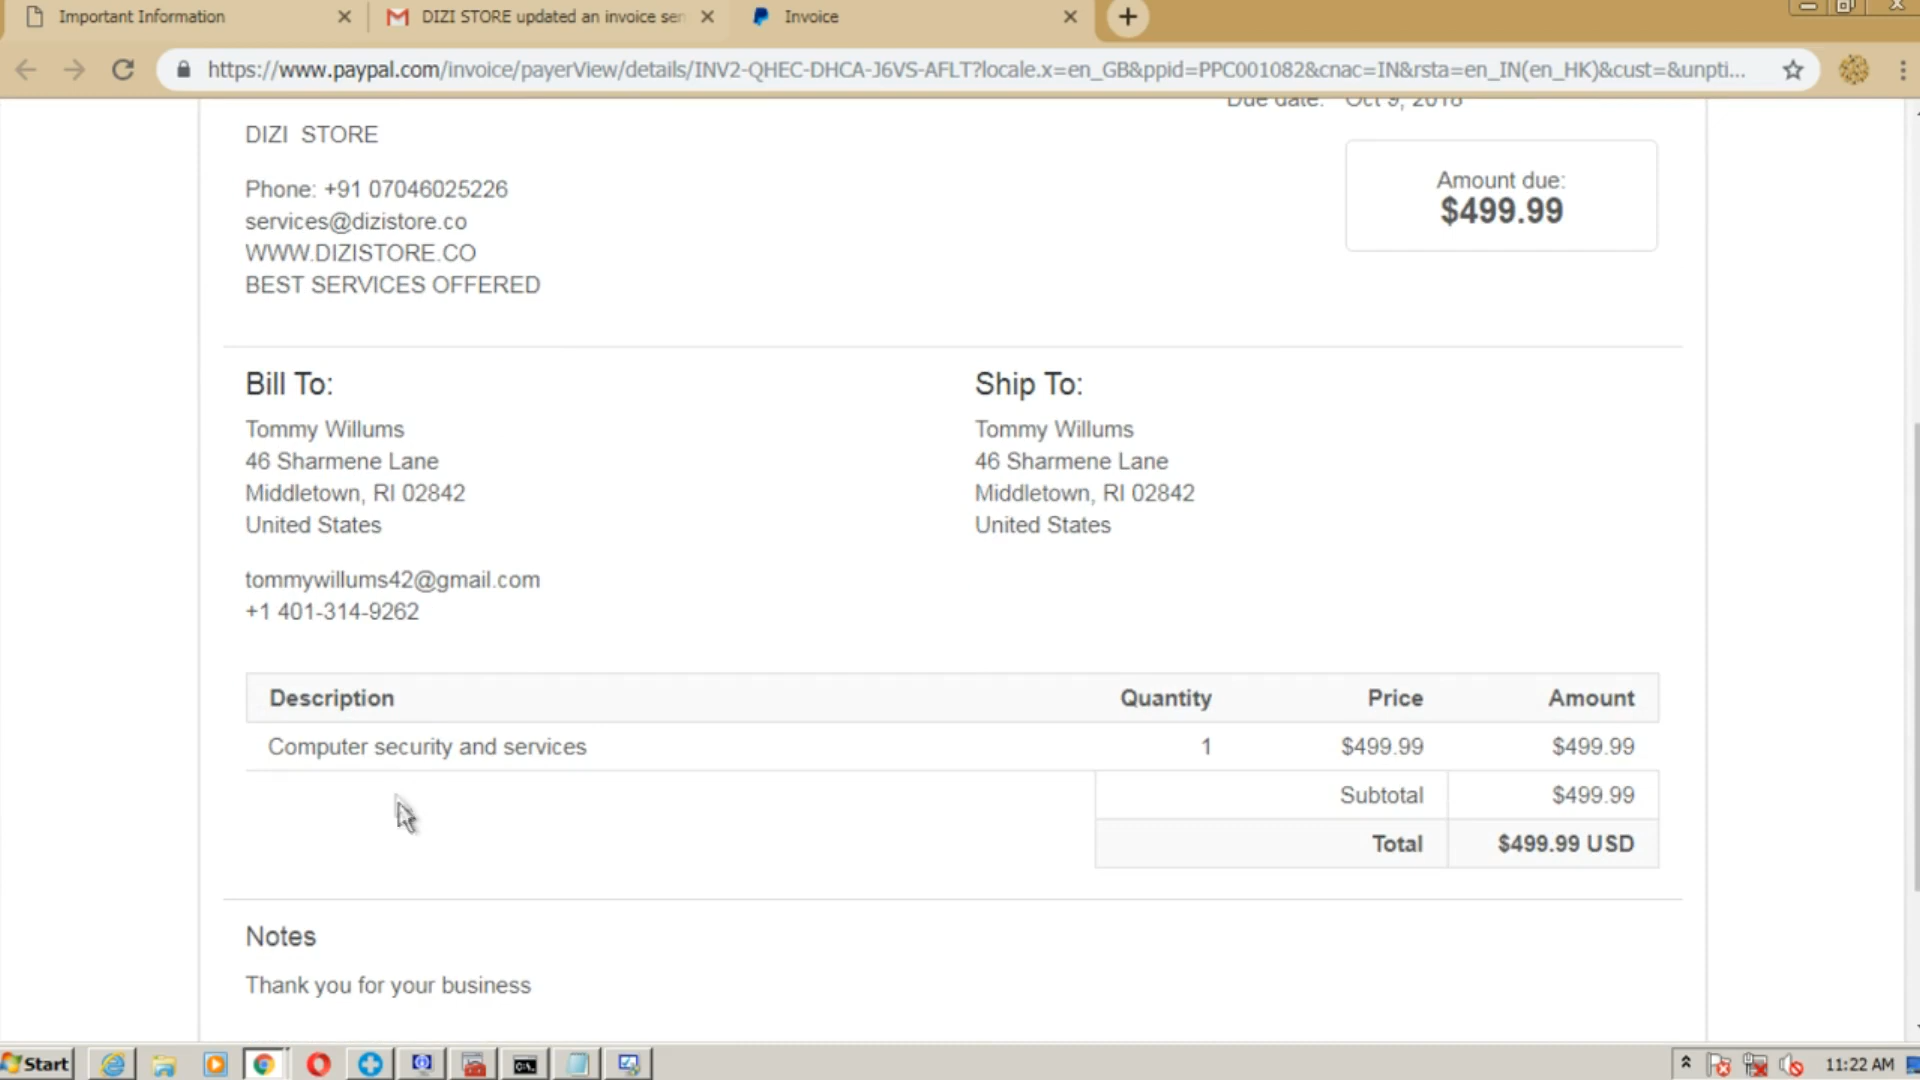 Important Information
DIZI STORE updated an invoice ser
Invoice
https://www.paypal.com/invoice/payerView/details/INV2-QHEC-DHCA-J6VS-AFLT?locale.x=en_GB&ppid=PPC001082&cnac=IN&rsta=en_IN(en_HK)&cust=&unpti...
Due date: Oct 9, 2018
DIZI STORE
Phone: +91 07046025226
services@dizistore.co
WWW.DIZISTORE.CO
BEST SERVICES OFFERED
Amount due:
$499.99
Bill To:
Tommy Willums
46 Sharmene Lane
Middletown, RI 02842
United States
tommywillums42@gmail.com
+1 401-314-9262
Ship To:
Tommy Willums
46 Sharmene Lane
Middletown, RI 02842
United States
Description Quantity Price Amount
Computer security and services 1 $499.99 $499.99
Subtotal $499.99
Total $499.99 USD
Notes
Thank you for your business
Start
11:22 AM